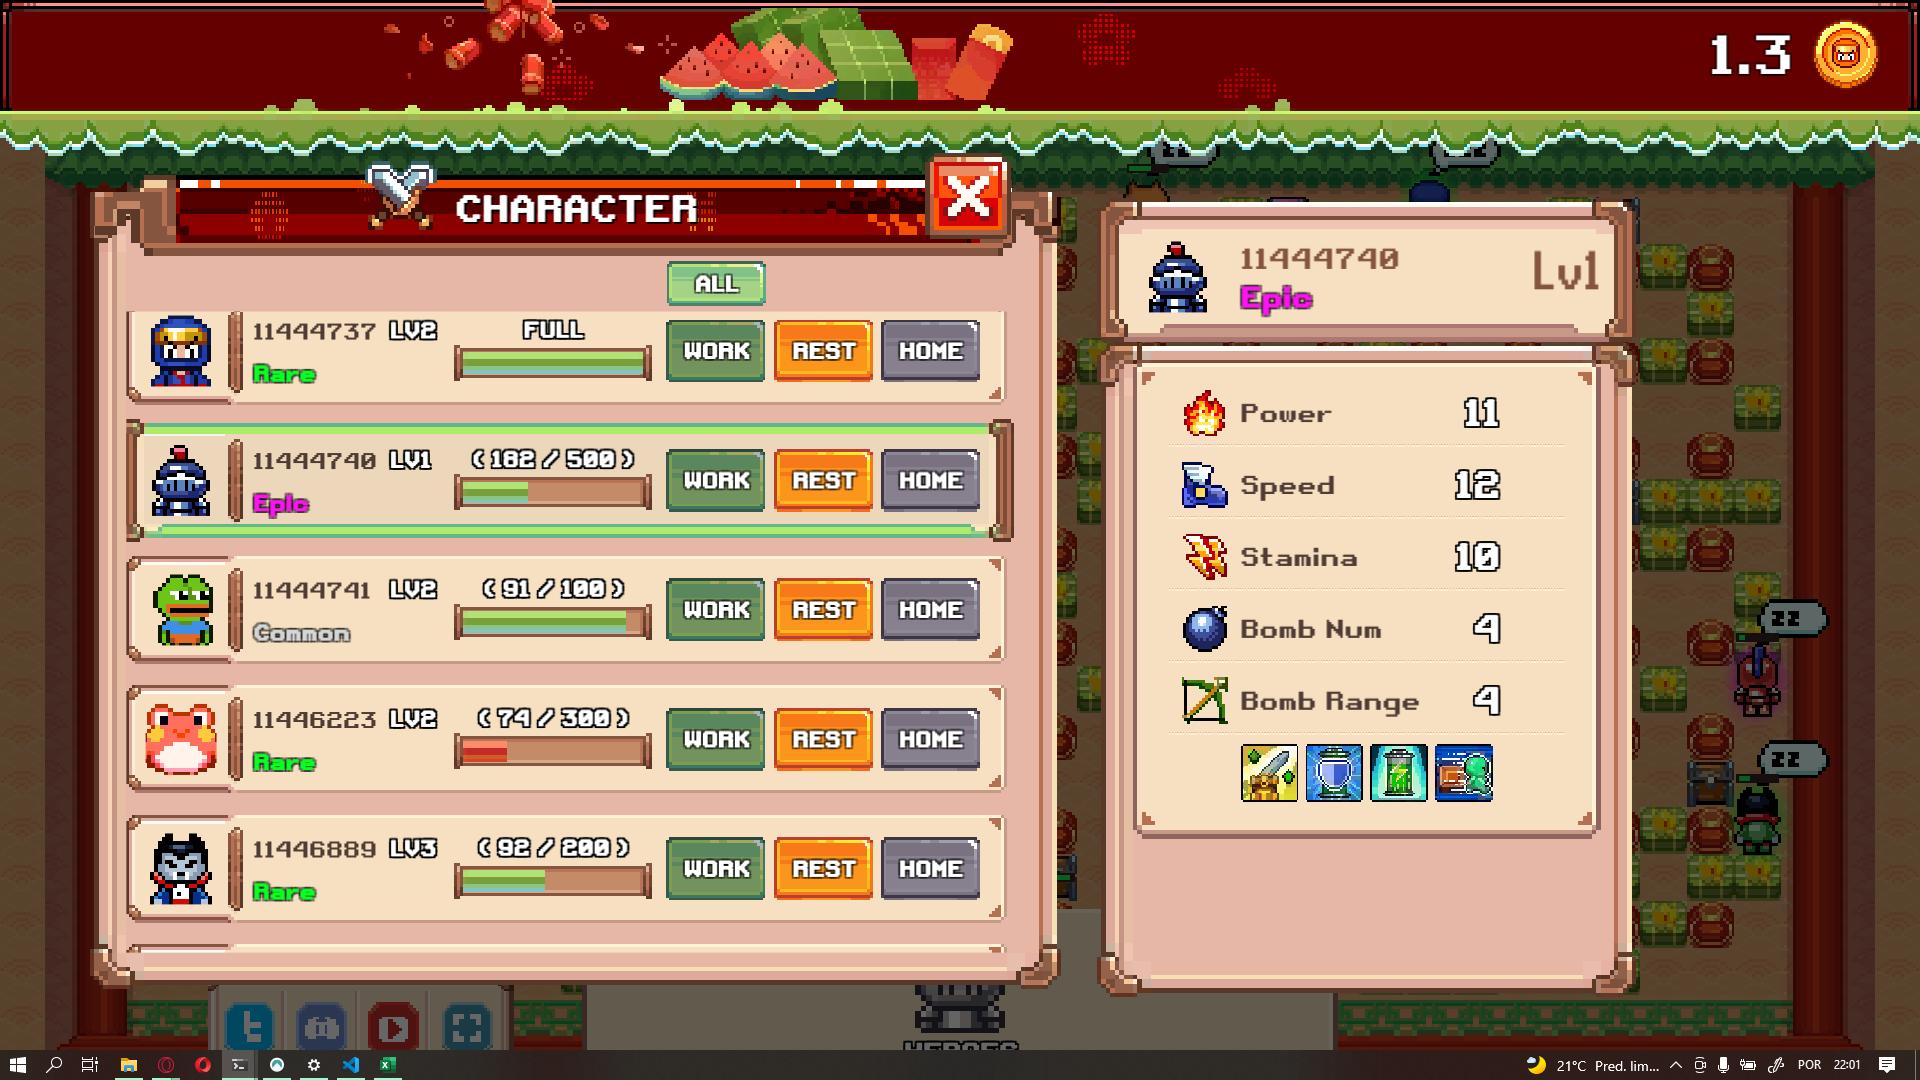 1.3
CHARACTER
ALL
11444737 LV2
FULL
Rare
WORK
REST
HOME
11444740 LV1
( 182 / 500 )
Epic
WORK
REST
HOME
11444741 LV2
( 91 / 100 )
Common
WORK
REST
HOME
11446223 LV2
( 74 / 300 )
Rare
WORK
REST
HOME
11446889 LV3
( 92 / 200 )
Rare
WORK
REST
HOME
11444740
Epic
Lv1
Power 11
Speed 12
Stamina 10
Bomb Num 4
Bomb Range 4
zz
zz
HEROES
21°C Pred. lim... POR 22:01